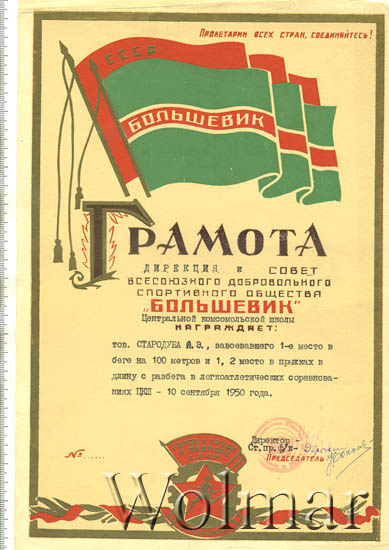 Пролетарии всех стран, соединяйтесь!
СССР
БОЛЬШЕВИК
ГРАМОТА
ДИРЕКЦИЯ и СОВЕТ
ВСЕСОЮЗНОГО ДОБРОВОЛЬНОГО
СПОРТИВНОГО ОБЩЕСТВА
"БОЛЬШЕВИК"
Центральной комсомольской школы
НАГРАЖДАЕТ:
тов. СТАРОДУБА И.Э., завоевавшего 1-е место в
беге на 100 метров и 1, 2 место в прыжках в
длину с разбега в легкоатлетических соревнова-
ниях ЦКШ - 10 сентября 1950 года.
Директор -
Ст.пр.ф/к-
Председатель
№......
Wolmar